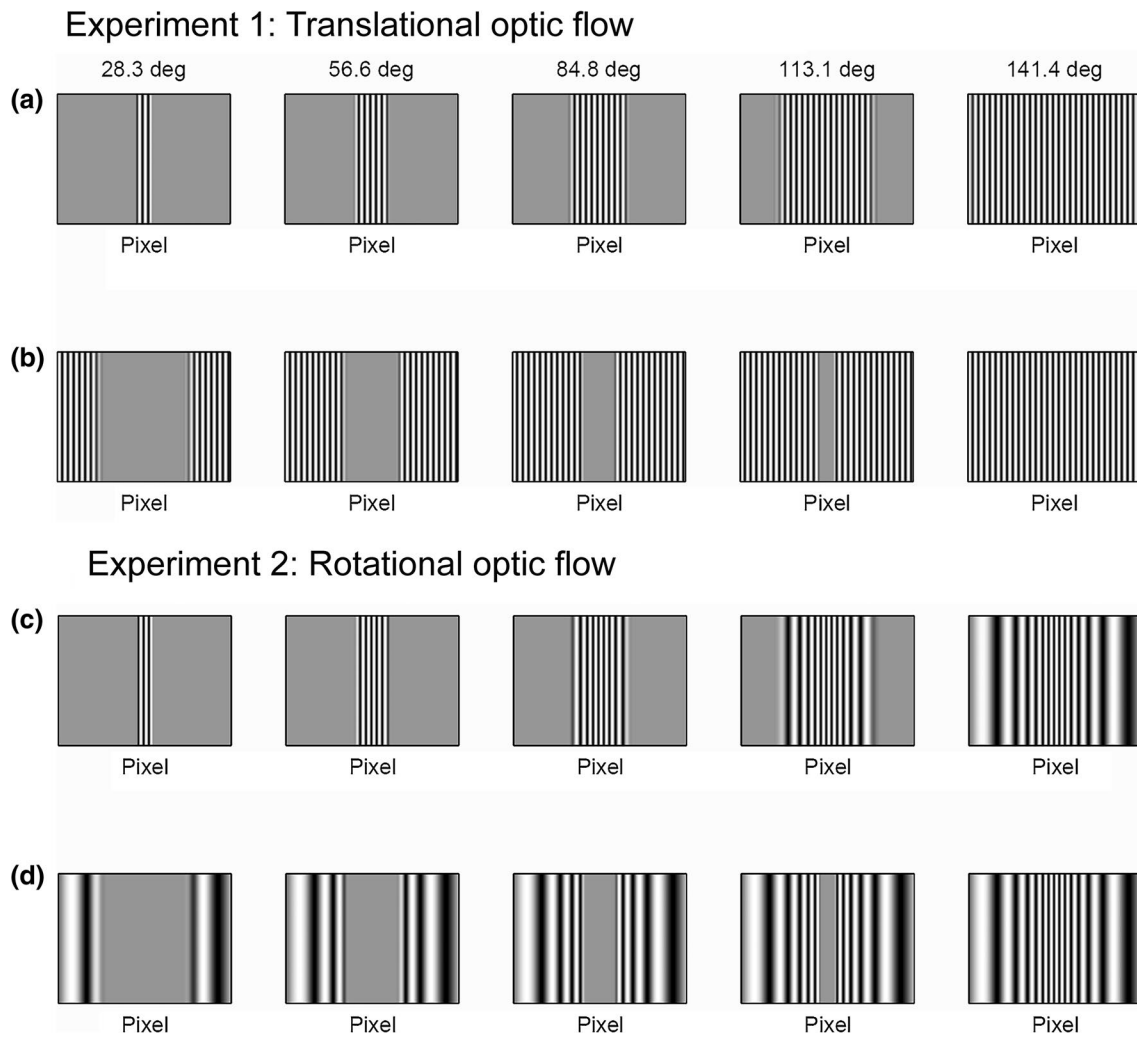 Experiment 1: Translational optic flow
28.3 deg 56.6 deg 84.8 deg 113.1 deg 141.4 deg
(a)
Pixel Pixel Pixel Pixel Pixel
(b)
Pixel Pixel Pixel Pixel Pixel
Experiment 2: Rotational optic flow
(c)
Pixel Pixel Pixel Pixel Pixel
(d)
Pixel Pixel Pixel Pixel Pixel